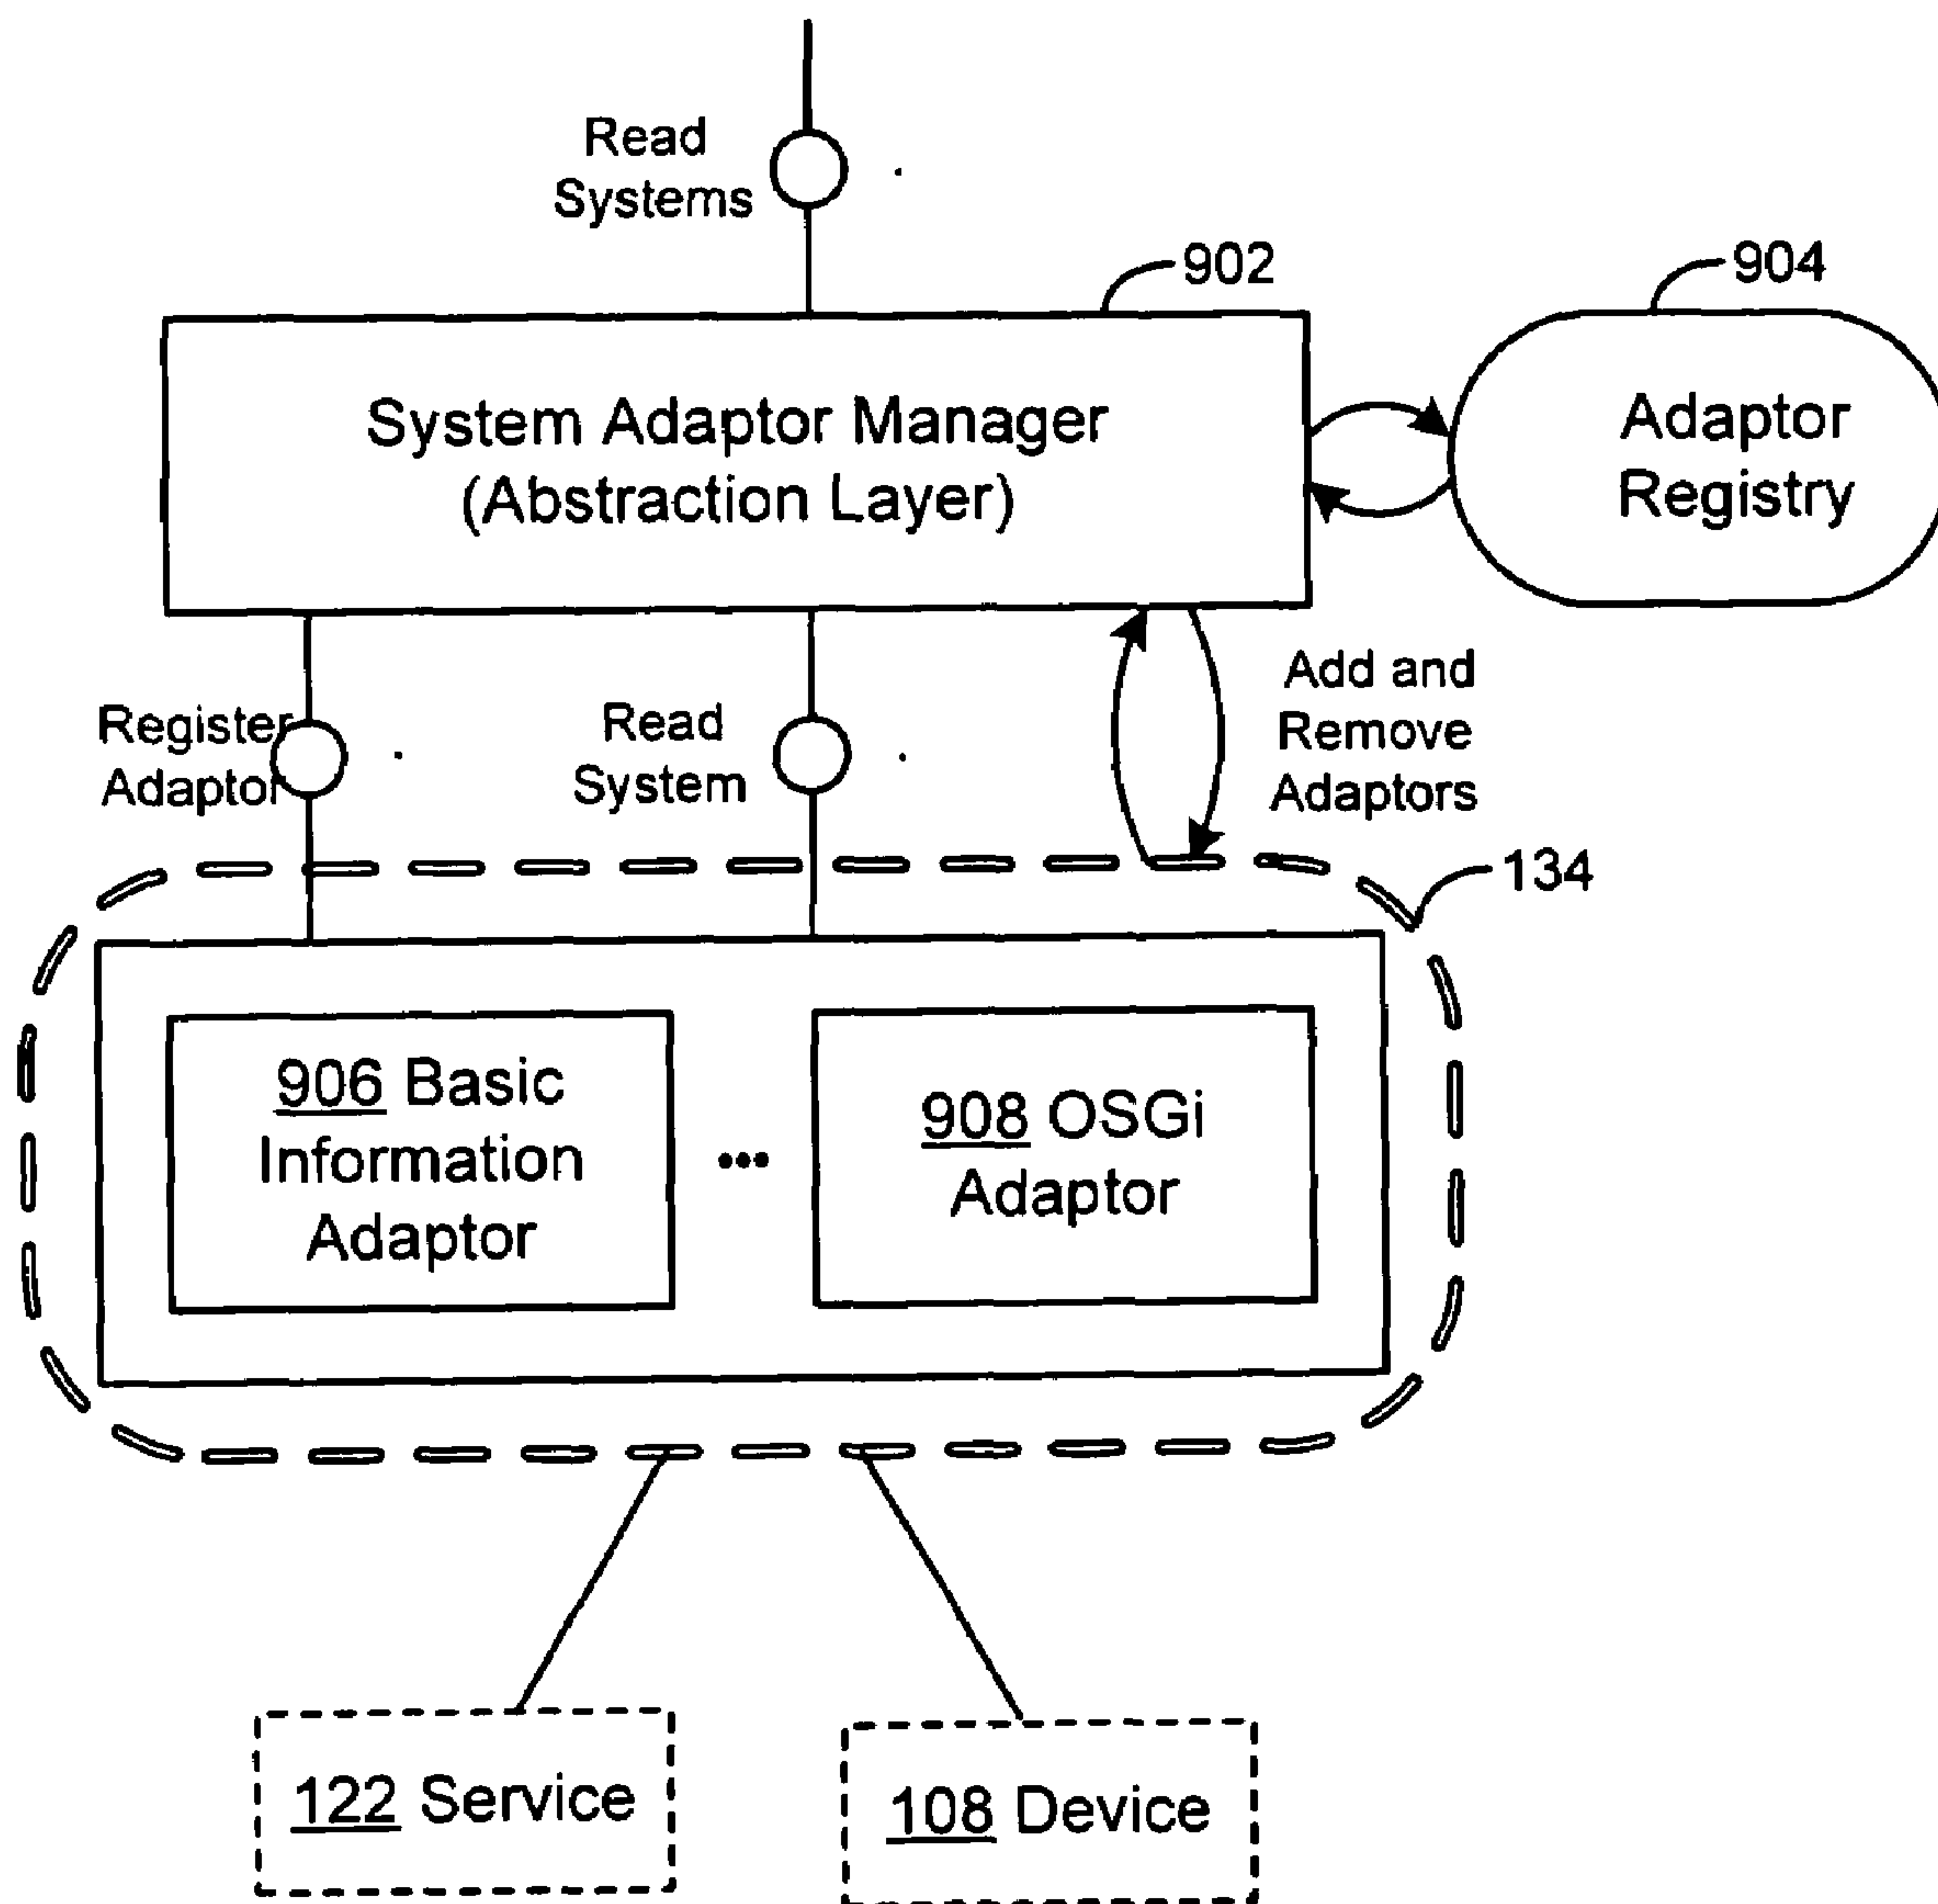 Read
Systems
902
904
System Adaptor Manager
(Abstraction Layer)
Adaptor
Registry
Register
Adaptor
Read
System
Add and
Remove
Adaptors
134
906 Basic
Information
Adaptor
...
908 OSGi
Adaptor
122 Service
108 Device